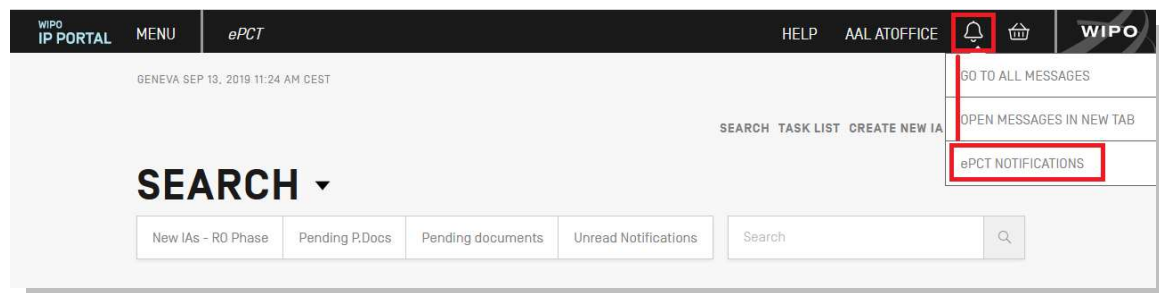 WIPO
IP PORTAL MENU ePCT HELP AAL ATOFFICE WIPO
GENEVA SEP 13, 2019 11:24 AM CEST
GO TO ALL MESSAGES
OPEN MESSAGES IN NEW TAB
SEARCH TASK LIST CREATE NEW IA
ePCT NOTIFICATIONS
SEARCH
New IAs - RO Phase Pending P.Docs Pending documents Unread Notifications Search